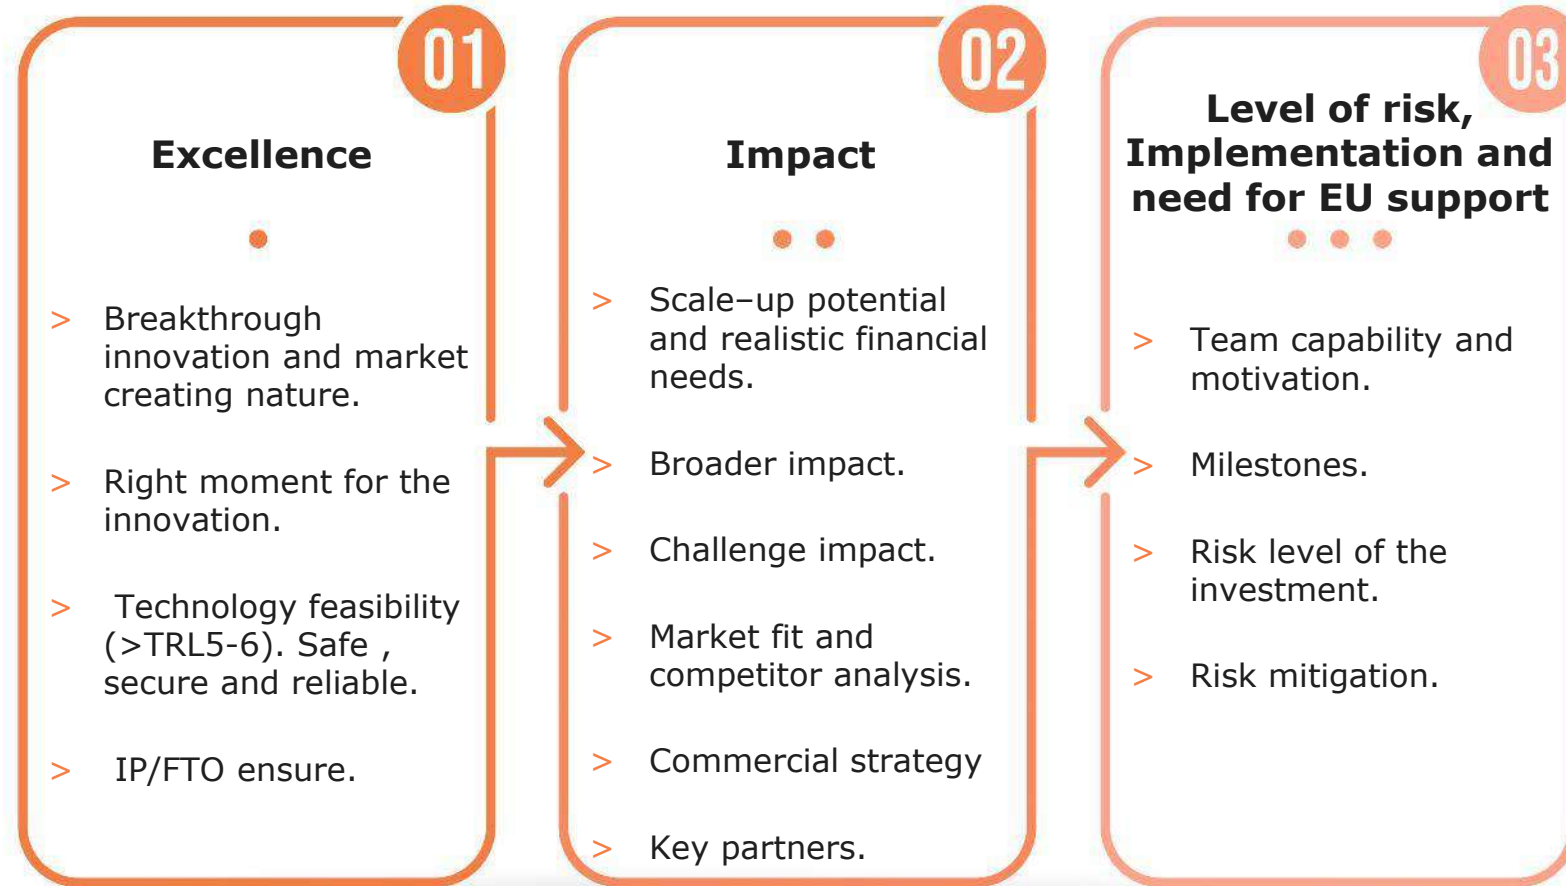 01
Excellence
> Breakthrough
innovation and market
creating nature.
> Right moment for the
innovation.
> Technology feasibility
(>TRL5-6). Safe ,
secure and reliable.
> IP/FTO ensure.
02
Impact
> Scale–up potential
and realistic financial
needs.
> Broader impact.
> Challenge impact.
> Market fit and
competitor analysis.
> Commercial strategy
> Key partners.
03
Level of risk,
Implementation and
need for EU support
> Team capability and
motivation.
> Milestones.
> Risk level of the
investment.
> Risk mitigation.